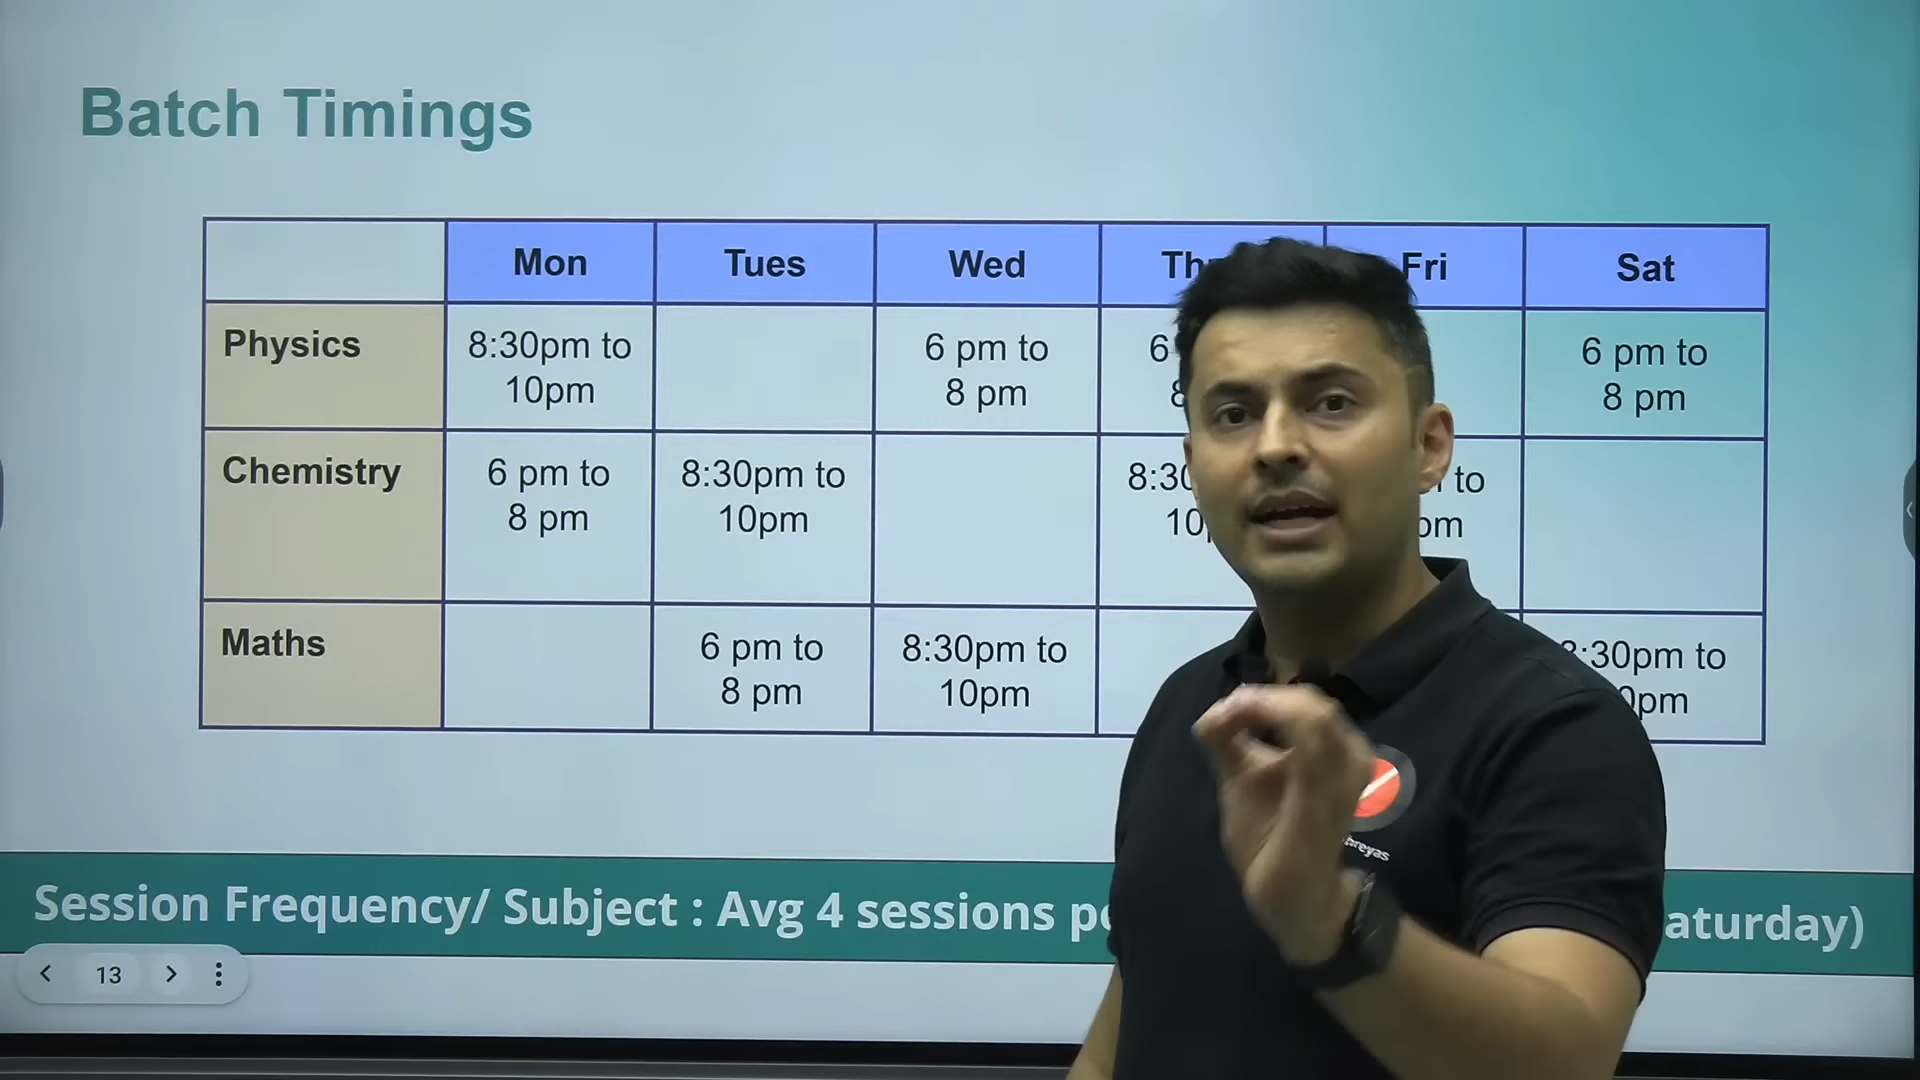 Batch Timings
Mon Tues Wed Fri Sat
Physics 8:30pm to 6 pm to 6 6 pm to
10pm 8 pm 8 pm
Chemistry 6 pm to 8:30pm to to
8 pm 10pm
Maths 6 pm to 8:30pm to :30pm to
8 pm 10pm
Session Frequency/ Subject : Avg 4 sessions aturday)
13